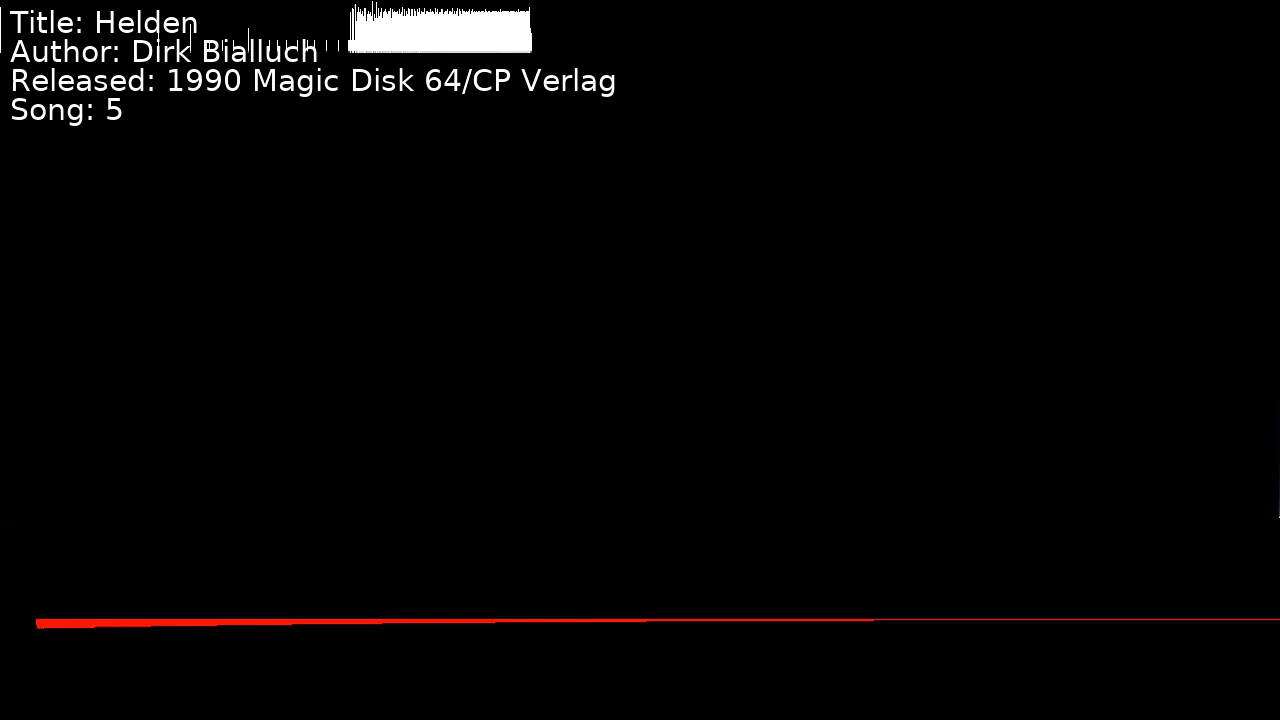 Title: Helden
Author: Dirk Bialluch
Released: 1990 Magic Disk 64/CP Verlag
Song: 5